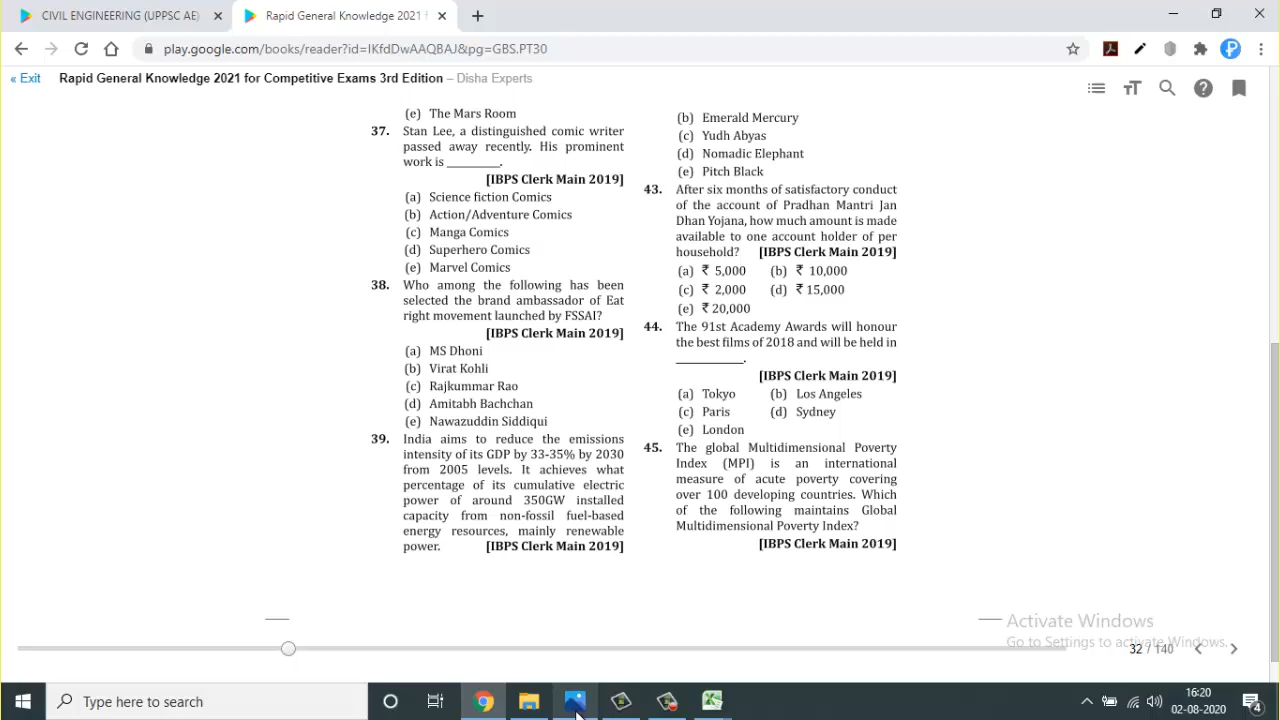 CIVIL ENGINEERING (UPPSC AE)
Rapid General Knowledge 2021 f
play.google.com/books/reader?id=IKfdDwAAQBAJ&pg=GBS.PT30
« Exit Rapid General Knowledge 2021 for Competitive Exams 3rd Edition – Disha Experts
(e) The Mars Room
37. Stan Lee, a distinguished comic writer
passed away recently. His prominent
work is __________.
[IBPS Clerk Main 2019]
(a) Science fiction Comics
(b) Action/Adventure Comics
(c) Manga Comics
(d) Superhero Comics
(e) Marvel Comics
38. Who among the following has been
selected the brand ambassador of Eat
right movement launched by FSSAI?
[IBPS Clerk Main 2019]
(a) MS Dhoni
(b) Virat Kohli
(c) Rajkummar Rao
(d) Amitabh Bachchan
(e) Nawazuddin Siddiqui
39. India aims to reduce the emissions
intensity of its GDP by 33-35% by 2030
from 2005 levels. It achieves what
percentage of its cumulative electric
power of around 350GW installed
capacity from non-fossil fuel-based
energy resources, mainly renewable
power. [IBPS Clerk Main 2019]
(b) Emerald Mercury
(c) Yudh Abyas
(d) Nomadic Elephant
(e) Pitch Black
43. After six months of satisfactory conduct
of the account of Pradhan Mantri Jan
Dhan Yojana, how much amount is made
available to one account holder of per
household? [IBPS Clerk Main 2019]
(a) ₹ 5,000 (b) ₹ 10,000
(c) ₹ 2,000 (d) ₹ 15,000
(e) ₹ 20,000
44. The 91st Academy Awards will honour
the best films of 2018 and will be held in
_____________.
[IBPS Clerk Main 2019]
(a) Tokyo (b) Los Angeles
(c) Paris (d) Sydney
(e) London
45. The global Multidimensional Poverty
Index (MPI) is an international
measure of acute poverty covering
over 100 developing countries. Which
of the following maintains Global
Multidimensional Poverty Index?
[IBPS Clerk Main 2019]
Activate Windows
Go to Settings to activate Windows.
32 / 140
Type here to search
16:20
02-08-2020
4